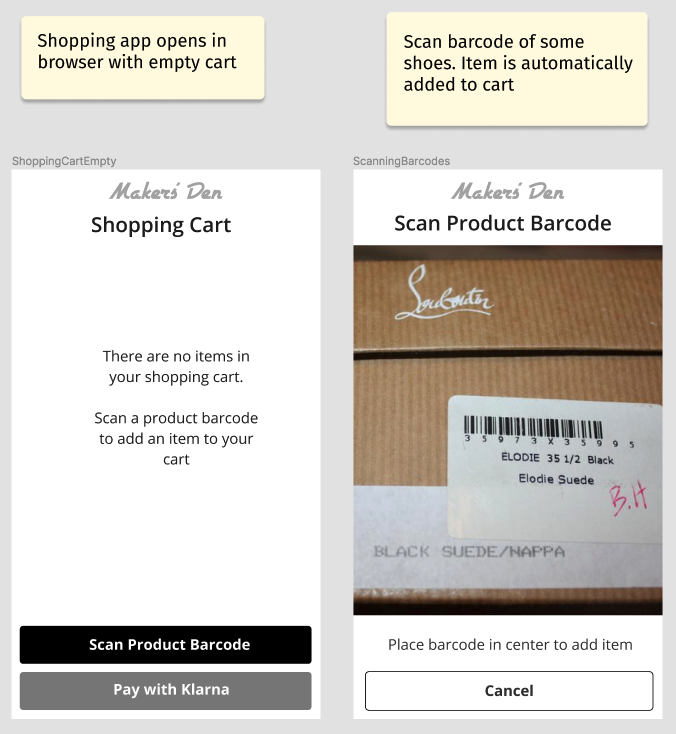 Shopping app opens in
browser with empty cart
Scan barcode of some
shoes. Item is automatically
added to cart
ShoppingCartEmpty
Makers' Den
Shopping Cart
There are no items in
your shopping cart.
Scan a product barcode
to add an item to your
cart
Scan Product Barcode
Pay with Klarna
ScanningBarcodes
Makers' Den
Scan Product Barcode
Louboutin
3 5 9 7 3 X 3 5 9 9 5
ELODIE 35 1/2 Black
Elodie Suede
B.H
BLACK SUEDE/NAPPA
Place barcode in center to add item
Cancel